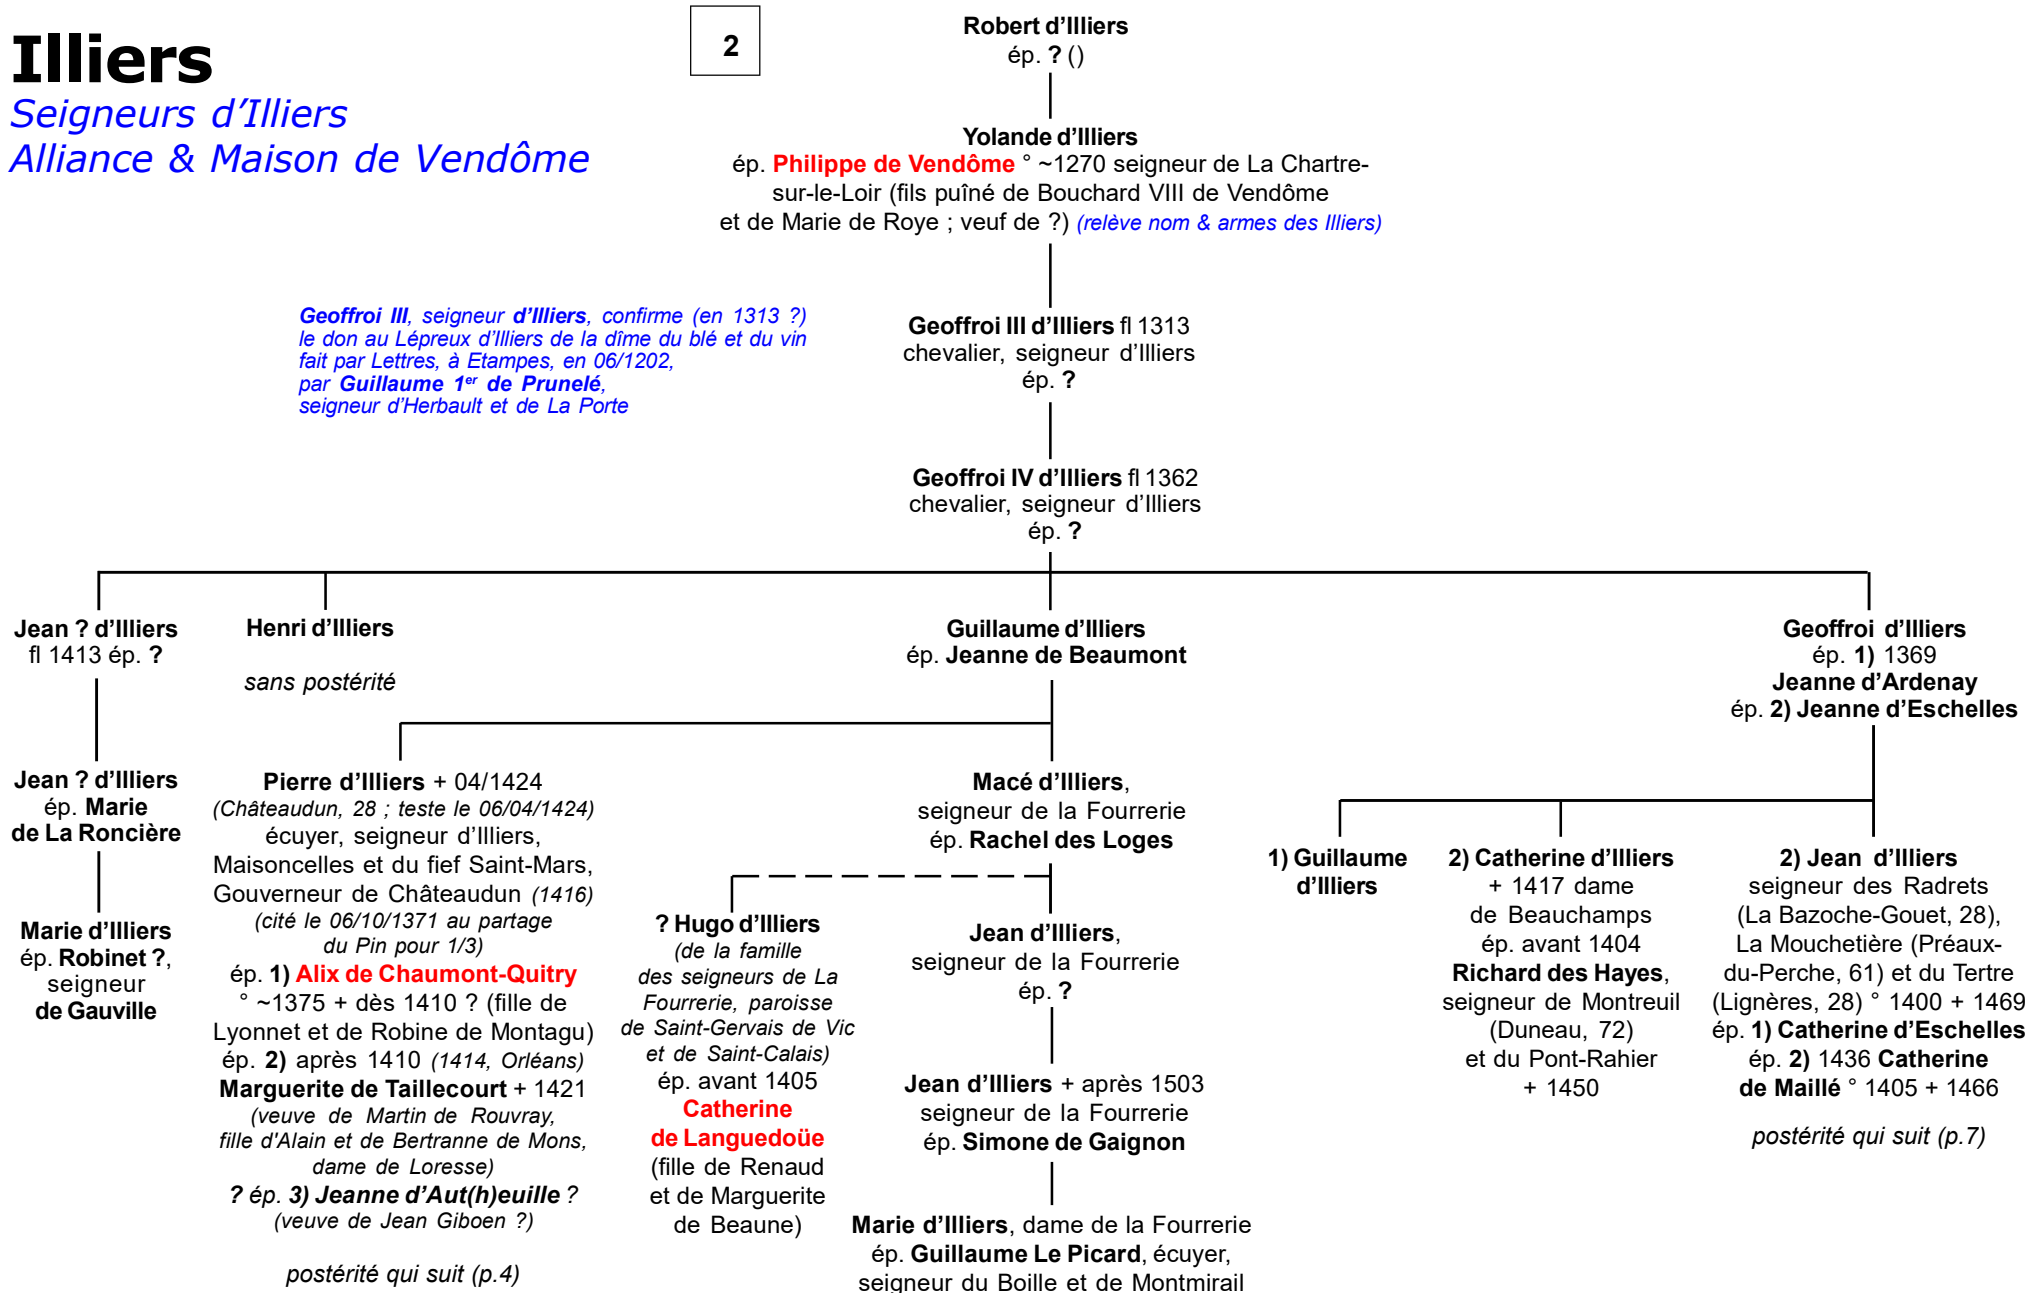 Illiers
Seigneurs d'Illiers
Alliance & Maison de Vendôme
2
Robert d'Illiers
ép. ? ()
Yolande d'Illiers
ép. Philippe de Vendôme ° ~1270 seigneur de La Chartre-
sur-le-Loir (fils puîné de Bouchard VIII de Vendôme
et de Marie de Roye ; veuf de ?) (relève nom & armes des Illiers)
Geoffroi III, seigneur d'Illiers, confirme (en 1313 ?)
le don au Lépreux d'Illiers de la dîme du blé et du vin
fait par Lettres, à Etampes, en 06/1202,
par Guillaume 1er de Prunelé,
seigneur d'Herbault et de La Porte
Geoffroi III d'Illiers fl 1313
chevalier, seigneur d'Illiers
ép. ?
Geoffroi IV d'Illiers fl 1362
chevalier, seigneur d'Illiers
ép. ?
Jean ? d'Illiers
fl 1413 ép. ?
Henri d'Illiers
sans postérité
Guillaume d'Illiers
ép. Jeanne de Beaumont
Geoffroi d'Illiers
ép. 1) 1369
Jeanne d'Ardenay
ép. 2) Jeanne d'Eschelles
Jean ? d'Illiers
ép. Marie
de La Roncière
Marie d'Illiers
ép. Robinet ?,
seigneur
de Gauville
Pierre d'Illiers + 04/1424
(Châteaudun, 28 ; teste le 06/04/1424)
écuyer, seigneur d'Illiers,
Maisoncelles et du fief Saint-Mars,
Gouverneur de Châteaudun (1416)
(cité le 06/10/1371 au partage
du Pin pour 1/3)
ép. 1) Alix de Chaumont-Quitry
° ~1375 + dès 1410 ? (fille de
Lyonnet et de Robine de Montagu)
ép. 2) après 1410 (1414, Orléans)
Marguerite de Taillecourt + 1421
(veuve de Martin de Rouvray,
fille d'Alain et de Bertranne de Mons,
dame de Loresse)
? ép. 3) Jeanne d'Aut(h)euille ?
(veuve de Jean Giboen ?)
postérité qui suit (p.4)
Macé d'Illiers,
seigneur de la Fourrerie
ép. Rachel des Loges
? Hugo d'Illiers
(de la famille
des seigneurs de La
Fourrerie, paroisse
de Saint-Gervais de Vic
et de Saint-Calais)
ép. avant 1405
Catherine
de Languedoüe
(fille de Renaud
et de Marguerite
de Beaune)
Jean d'Illiers,
seigneur de la Fourrerie
ép. ?
Jean d'Illiers + après 1503
seigneur de la Fourrerie
ép. Simone de Gaignon
Marie d'Illiers, dame de la Fourrerie
ép. Guillaume Le Picard, écuyer,
seigneur du Boille et de Montmirail
1) Guillaume
d'Illiers
2) Catherine d'Illiers
+ 1417 dame
de Beauchamps
ép. avant 1404
Richard des Hayes,
seigneur de Montreuil
(Duneau, 72)
et du Pont-Rahier
+ 1450
2) Jean d'Illiers
seigneur des Radrets
(La Bazoche-Gouet, 28),
La Mouchetière (Préaux-
du-Perche, 61) et du Tertre
(Lignères, 28) ° 1400 + 1469
ép. 1) Catherine d'Eschelles
ép. 2) 1436 Catherine
de Maillé ° 1405 + 1466
postérité qui suit (p.7)